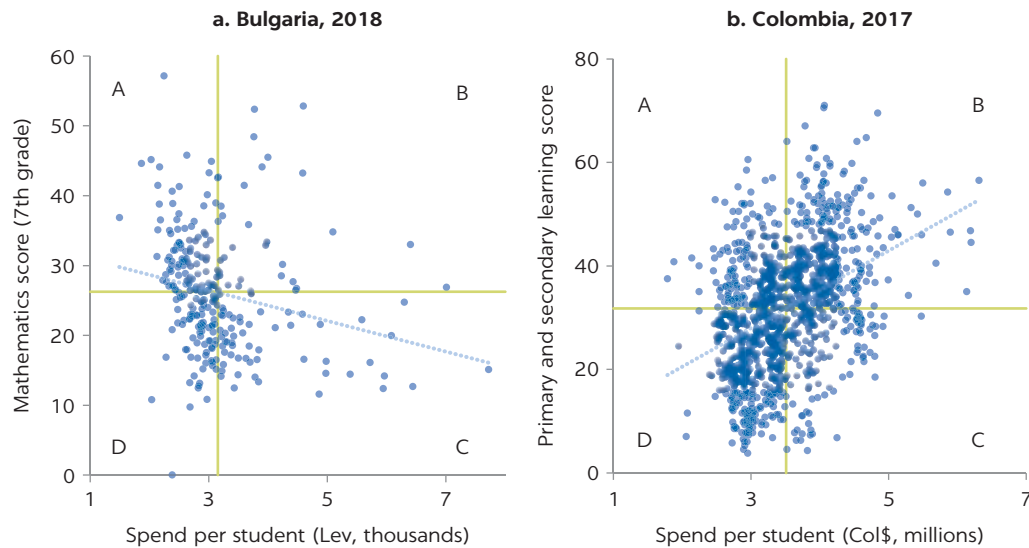 a. Bulgaria, 2018
Mathematics score (7th grade)
60
50
40
30
20
10
0
A
B
D
C
1
3
5
7
Spend per student (Lev, thousands)
b. Colombia, 2017
Primary and secondary learning score
80
60
40
20
0
A
B
D
C
1
3
5
7
Spend per student (Col$, millions)